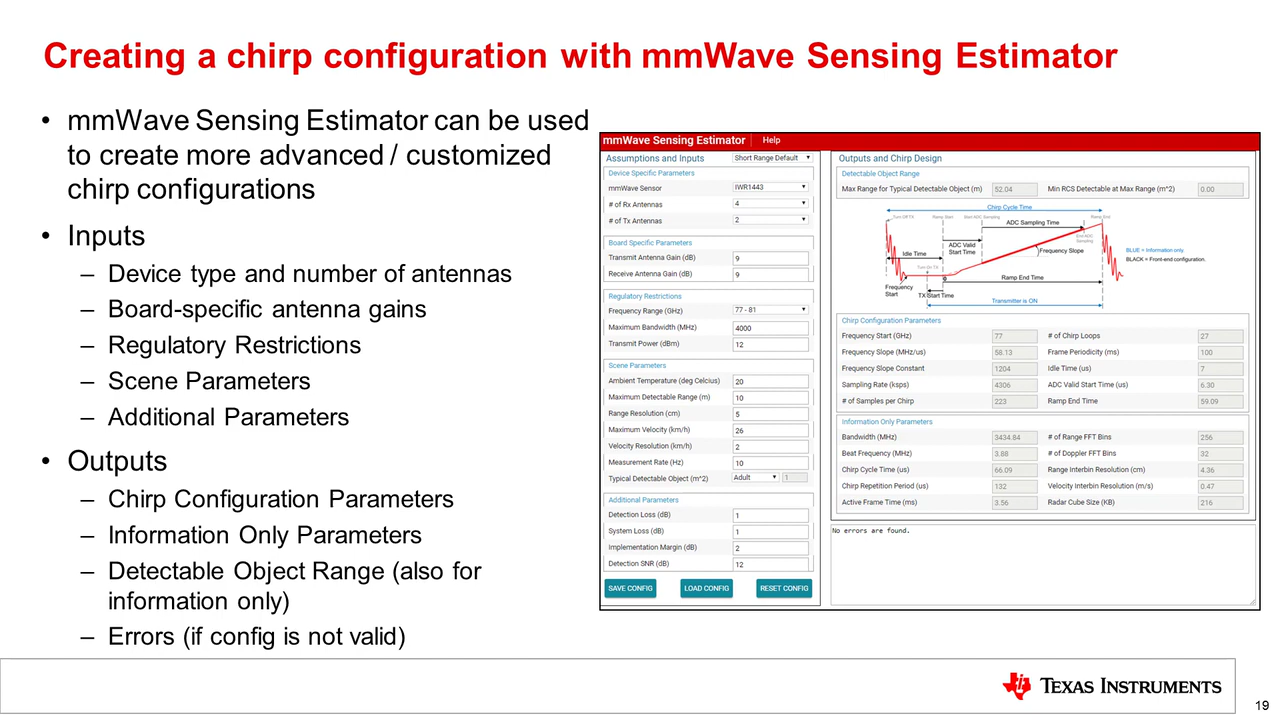 Creating a chirp configuration with mmWave Sensing Estimator
• mmWave Sensing Estimator can be used
to create more advanced / customized
chirp configurations
• Inputs
– Device type and number of antennas
– Board-specific antenna gains
– Regulatory Restrictions
– Scene Parameters
– Additional Parameters
• Outputs
– Chirp Configuration Parameters
– Information Only Parameters
– Detectable Object Range (also for
information only)
– Errors (if config is not valid)
mmWave Sensing Estimator Help
Assumptions and Inputs Short Range Default
Device Specific Parameters
mmWave Sensor IWR1443
# of Rx Antennas 4
# of Tx Antennas 2
Board Specific Parameters
Transmit Antenna Gain (dB) 9
Receive Antenna Gain (dB) 9
Regulatory Restrictions
Frequency Range (GHz) 77 - 81
Maximum Bandwidth (MHz) 4000
Transmit Power (dBm) 12
Scene Parameters
Ambient Temperature (deg Celcius) 20
Maximum Detectable Range (m) 10
Range Resolution (cm) 5
Maximum Velocity (km/h) 26
Velocity Resolution (km/h) 2
Measurement Rate (Hz) 10
Typical Detectable Object (m^2) Adult 1
Additional Parameters
Detection Loss (dB) 1
System Loss (dB) 1
Implementation Margin (dB) 2
Detection SNR (dB) 12
SAVE CONFIG LOAD CONFIG RESET CONFIG
Outputs and Chirp Design
Detectable Object Range
Max Range for Typical Detectable Object (m) 52.04 Min RCS Detectable at Max Range (m^2) 0.00
Chirp Cycle Time
Turn Off TX Ramp Start Start ADC Sampling Ramp End
ADC Sampling Time
End ADC
Sampling
ADC Valid
Start Time
Idle Time
Frequency Slope
BLUE = Information only.
BLACK = Front-end configuration.
Turn On TX
Ramp End Time
Frequency
Start
TX Start Time
Transmitter is ON
Chirp Configuration Parameters
Frequency Start (GHz) 77 # of Chirp Loops 27
Frequency Slope (MHz/us) 58.13 Frame Periodicity (ms) 100
Frequency Slope Constant 1204 Idle Time (us) 7
Sampling Rate (ksps) 4306 ADC Valid Start Time (us) 6.30
# of Samples per Chirp 223 Ramp End Time 59.09
Information Only Parameters
Bandwidth (MHz) 3434.84 # of Range FFT Bins 256
Beat Frequency (MHz) 3.88 # of Doppler FFT Bins 32
Chirp Cycle Time (us) 66.09 Range Interbin Resolution (cm) 4.36
Chirp Repetition Period (us) 132 Velocity Interbin Resolution (m/s) 0.47
Active Frame Time (ms) 3.56 Radar Cube Size (KB) 216
No errors are found.
TEXAS INSTRUMENTS
19